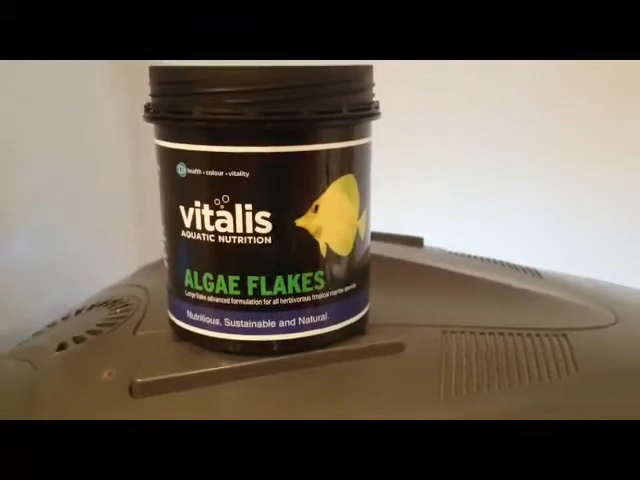 health • colour • vitality
vitalis
AQUATIC NUTRITION
ALGAE FLAKES
Large flake advanced formulation for all herbivorous tropical marine species
Nutritious, Sustainable and Natural